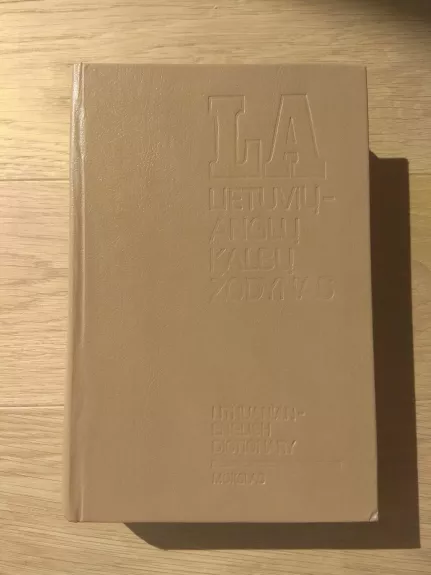 LA
LIETUVIŲ-
ANGLŲ
KALBŲ
ŽODYNAS
LITHUANIAN-
ENGLISH
DICTIONARY
MOKSLAS